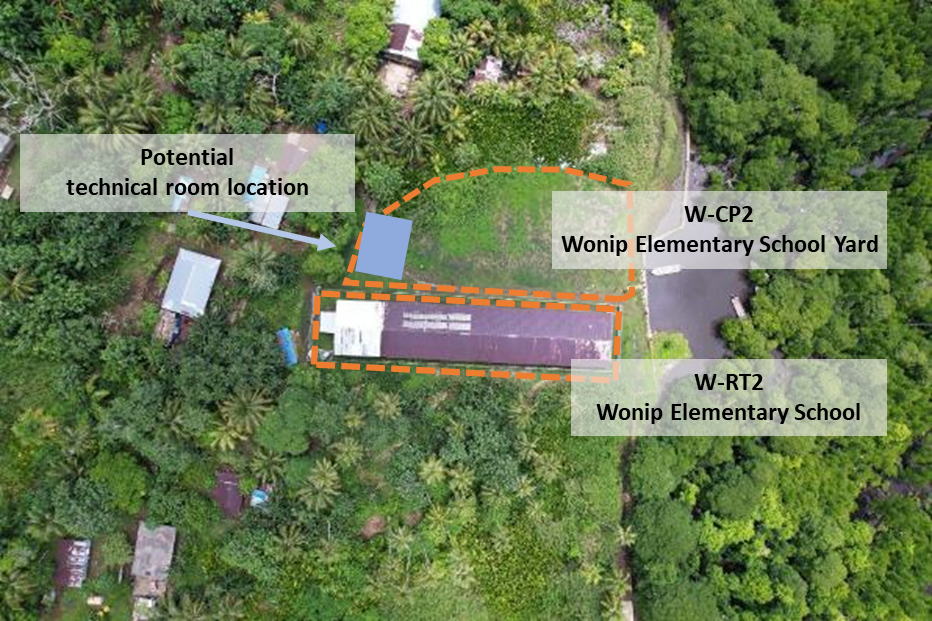 Potential
technical room location
W-CP2
Wonip Elementary School Yard
W-RT2
Wonip Elementary School